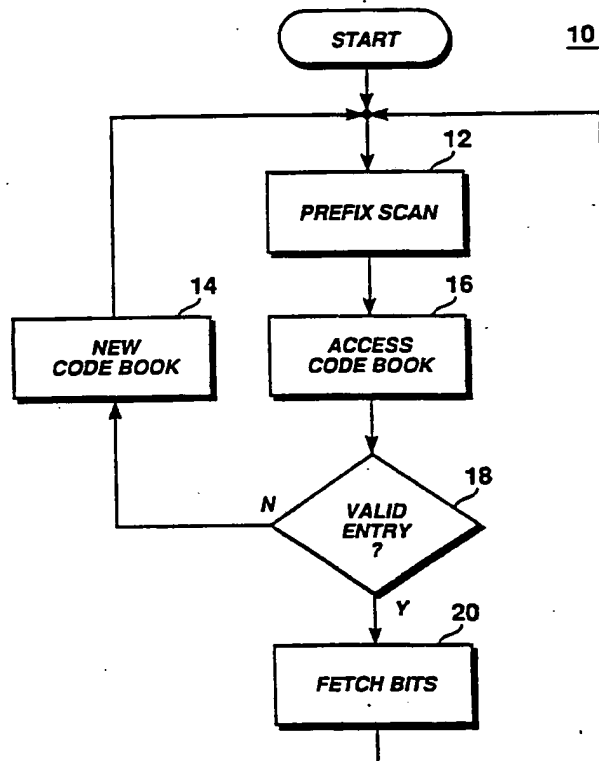 START
10
12
PREFIX SCAN
14
NEW
CODE BOOK
16
ACCESS
CODE BOOK
18
N
VALID
ENTRY
?
Y
20
FETCH BITS